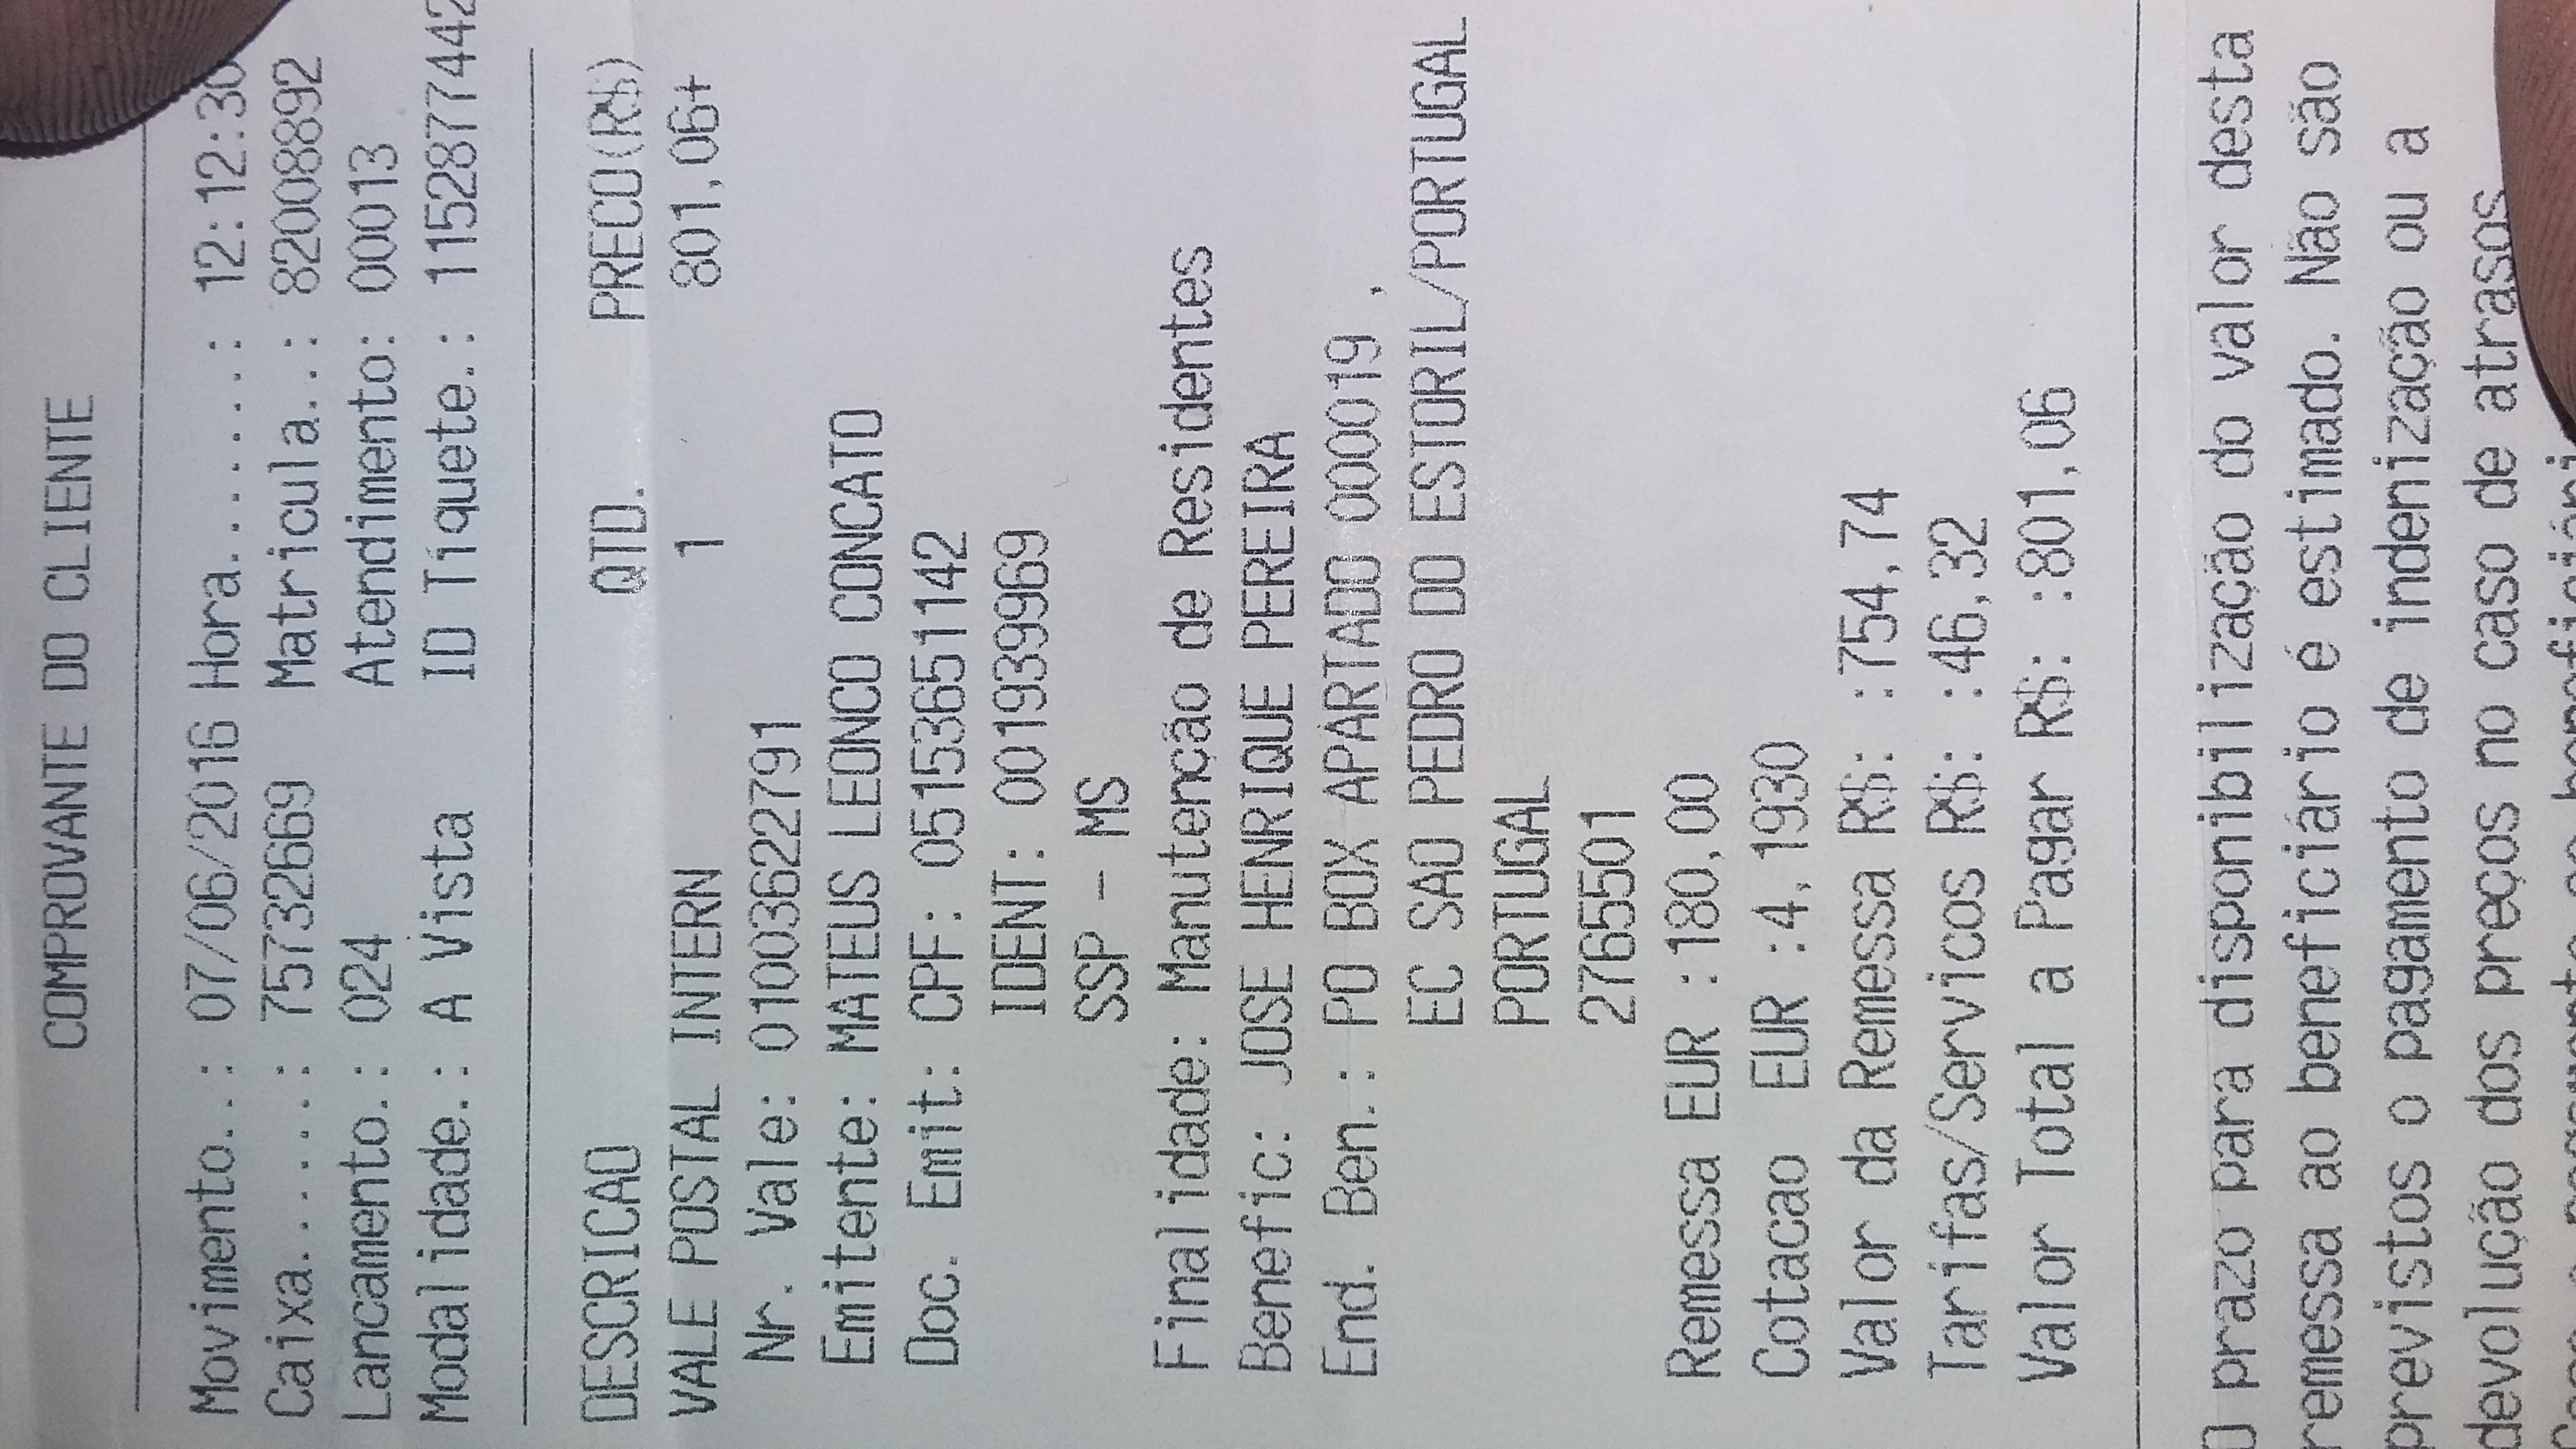 COMPROVANTE DO CLIENTE
Movimento..: 07/06/2016 Hora.......: 12:12:30
Caixa......: 75732669 Matricula..: 82008892
Lancamento.: 024 Atendimento: 00013
Modalidade.: A Vista ID Tiquete.: 1152877442
DESCRICAO QTD. PRECO(R$)
VALE POSTAL INTERN 1 801,06+
Nr. Vale: 01003622791
Emitente: MATEUS LEONCO CONCATO
Doc. Emit: CPF: 05153651142
IDENT: 001939969
SSP - MS
Finalidade: Manutenção de Residentes
Benefic: JOSE HENRIQUE PEREIRA
End. Ben.: PO BOX APARTADO 00019,
EC SAO PEDRO DO ESTORIL/PORTUGAL
PORTUGAL
2765501
Remessa EUR :180,00
Cotacao EUR :4,1930
Valor da Remessa R$: :754,74
Tarifas/Servicos R$: :46,32
Valor Total a Pagar R$: :801,06
O prazo para disponibilização do valor desta
remessa ao beneficiário é estimado. Não são
previstos o pagamento de indenização ou a
devolução dos preços no caso de atrasos